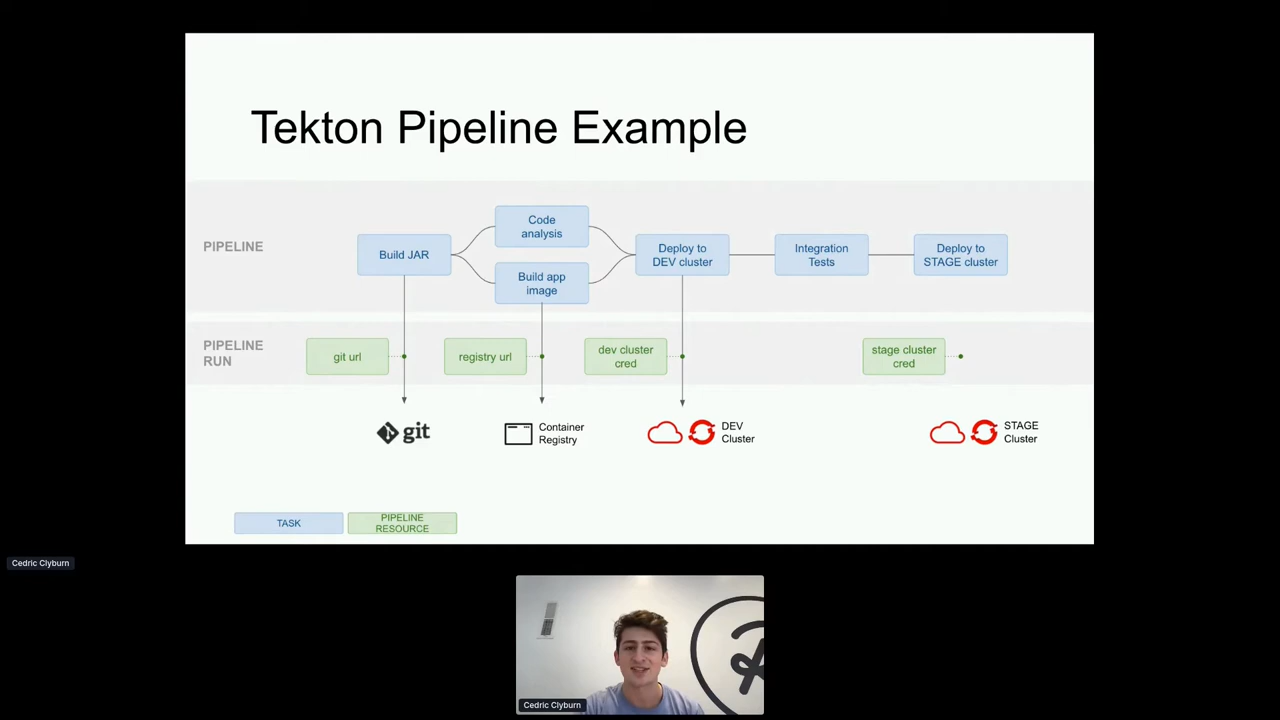 Tekton Pipeline Example
PIPELINE
Build JAR
Code
analysis
Build app
image
Deploy to
DEV cluster
Integration
Tests
Deploy to
STAGE cluster
PIPELINE
RUN
git url
registry url
dev cluster
cred
stage cluster
cred
git
Container
Registry
DEV
Cluster
STAGE
Cluster
TASK
PIPELINE
RESOURCE
Cedric Clyburn
Cedric Clyburn